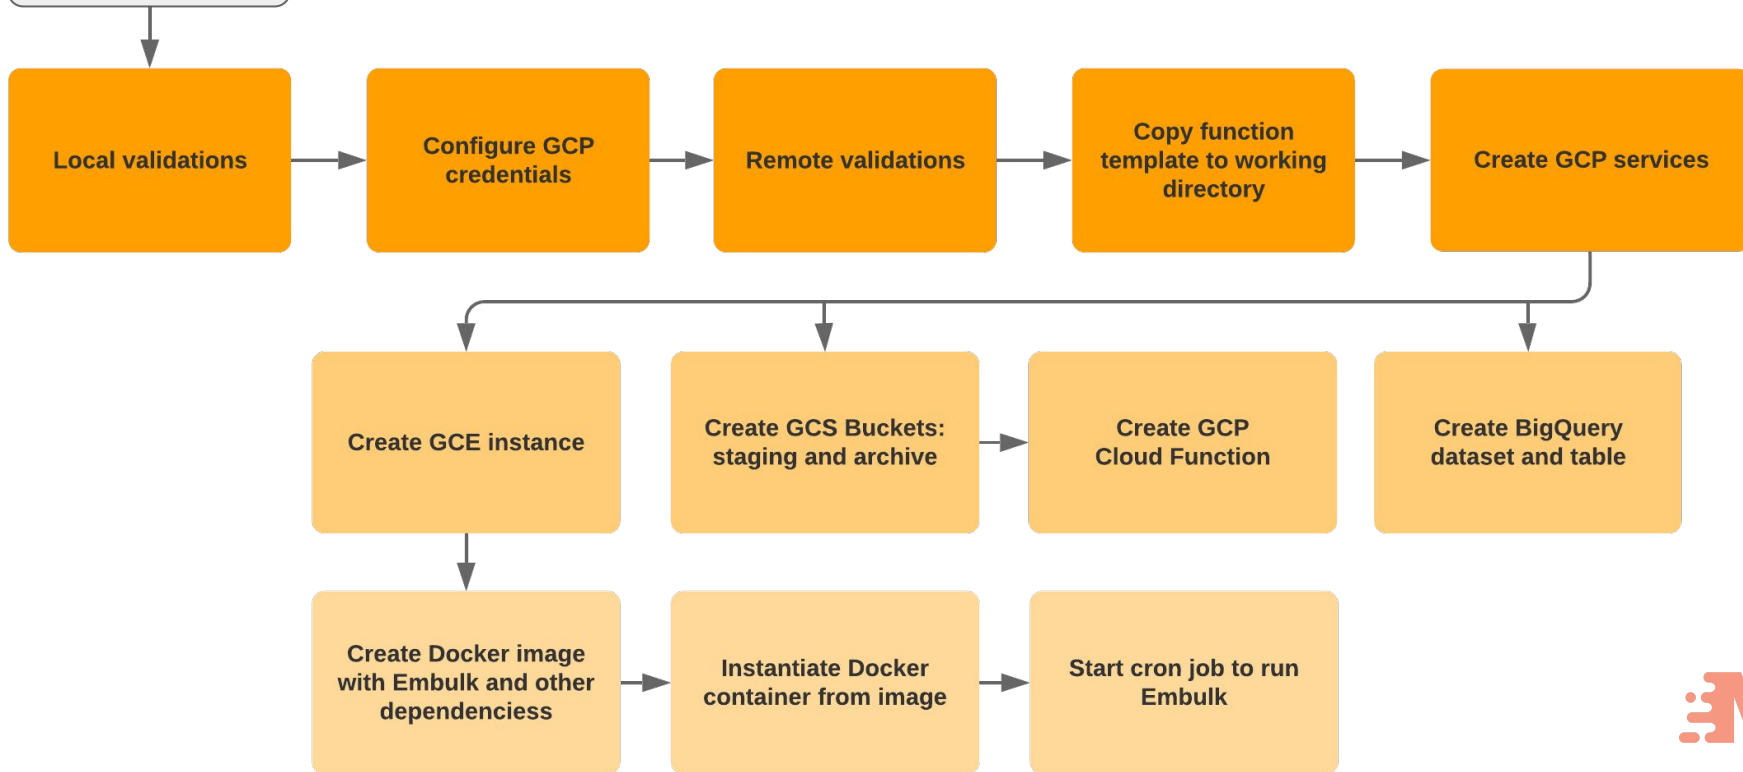 Local validations
Configure GCP
credentials
Remote validations
Copy function
template to working
directory
Create GCP services
Create GCE instance
Create GCS Buckets:
staging and archive
Create GCP
Cloud Function
Create BigQuery
dataset and table
Create Docker image
with Embulk and other
dependenciess
Instantiate Docker
container from image
Start cron job to run
Embulk